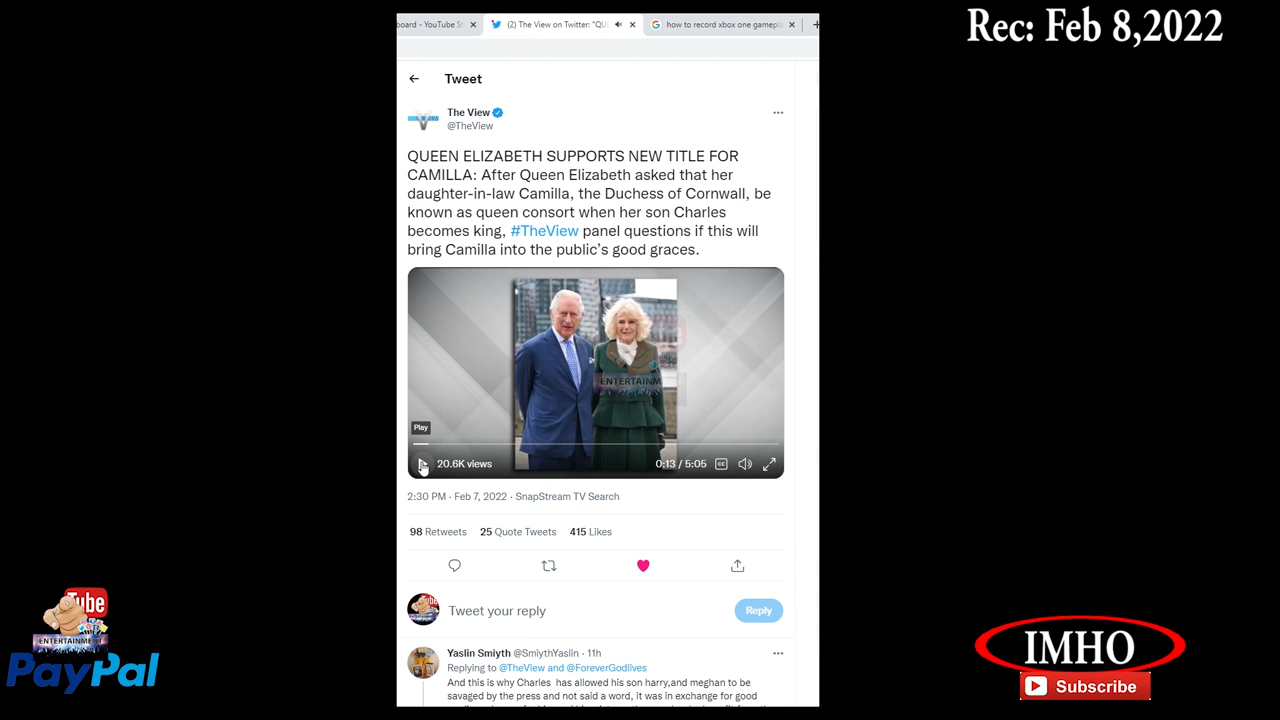 Rec: Feb 8,2022
board - YouTube St
(2) The View on Twitter: "QUE
how to record xbox one gamepl
Tweet
The View
@TheView
QUEEN ELIZABETH SUPPORTS NEW TITLE FOR
CAMILLA: After Queen Elizabeth asked that her
daughter-in-law Camilla, the Duchess of Cornwall, be
known as queen consort when her son Charles
becomes king, #TheView panel questions if this will
bring Camilla into the public’s good graces.
ENTERTAINM
Play
20.6K views
0:13 / 5:05
CC
2:30 PM · Feb 7, 2022 · SnapStream TV Search
98 Retweets 25 Quote Tweets 415 Likes
Tweet your reply
Reply
Yaslin Smiyth @SmiythYaslin · 11h
Replying to @TheView and @ForeverGodlives
And this is why Charles has allowed his son harry,and meghan to be
savaged by the press and not said a word, it was in exchange for good
Tube
ENTERTAINMENT
PayPal
IMHO
Subscribe